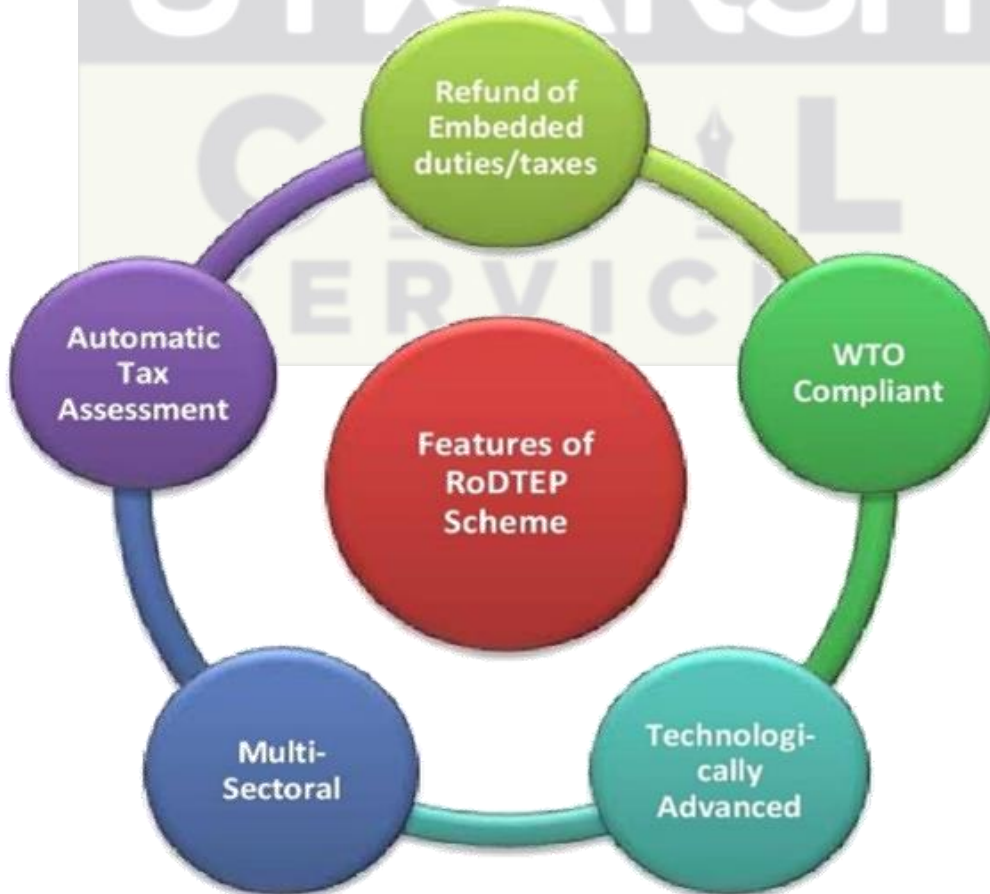 Refund of
Embedded
duties/taxes
Automatic
Tax
Assessment
WTO
Compliant
Features of
RoDTEP
Scheme
Multi-
Sectoral
Technologi-
cally
Advanced